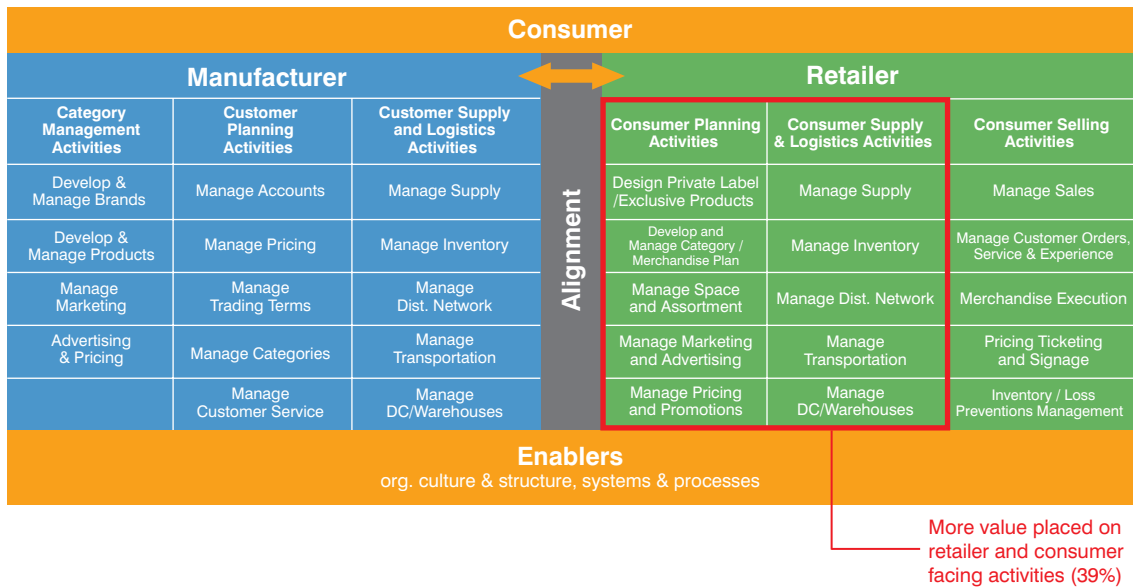 Consumer
Manufacturer
Retailer
Alignment
Category
Management
Activities
Customer
Planning
Activities
Customer Supply
and Logistics
Activities
Consumer Planning
Activities
Consumer Supply
& Logistics Activities
Consumer Selling
Activities
Develop &
Manage Brands
Manage Accounts
Manage Supply
Design Private Label
/Exclusive Products
Manage Supply
Manage Sales
Develop &
Manage Products
Manage Pricing
Manage Inventory
Develop and
Manage Category /
Merchandise Plan
Manage Inventory
Manage Customer Orders,
Service & Experience
Manage
Marketing
Manage
Trading Terms
Manage
Dist. Network
Manage Space
and Assortment
Manage Dist. Network
Merchandise Execution
Advertising
& Pricing
Manage Categories
Manage
Transportation
Manage Marketing
and Advertising
Manage
Transportation
Pricing Ticketing
and Signage
Manage
Customer Service
Manage
DC/Warehouses
Manage Pricing
and Promotions
Manage
DC/Warehouses
Inventory / Loss
Preventions Management
Enablers
org. culture & structure, systems & processes
More value placed on
retailer and consumer
facing activities (39%)